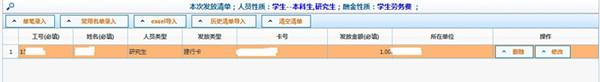 本次发放清单；人员性质：学生--本科生,研究生；酬金性质：学生劳务费 ；
单笔录入 常用名单录入 excel导入 历史清单导入 清空清单
工号(必填) 姓名(必填) 人员类型 发放类型 卡号 发放金额(必填) 所在单位 操作
1 研究生 建行卡 1.00 删除 修改